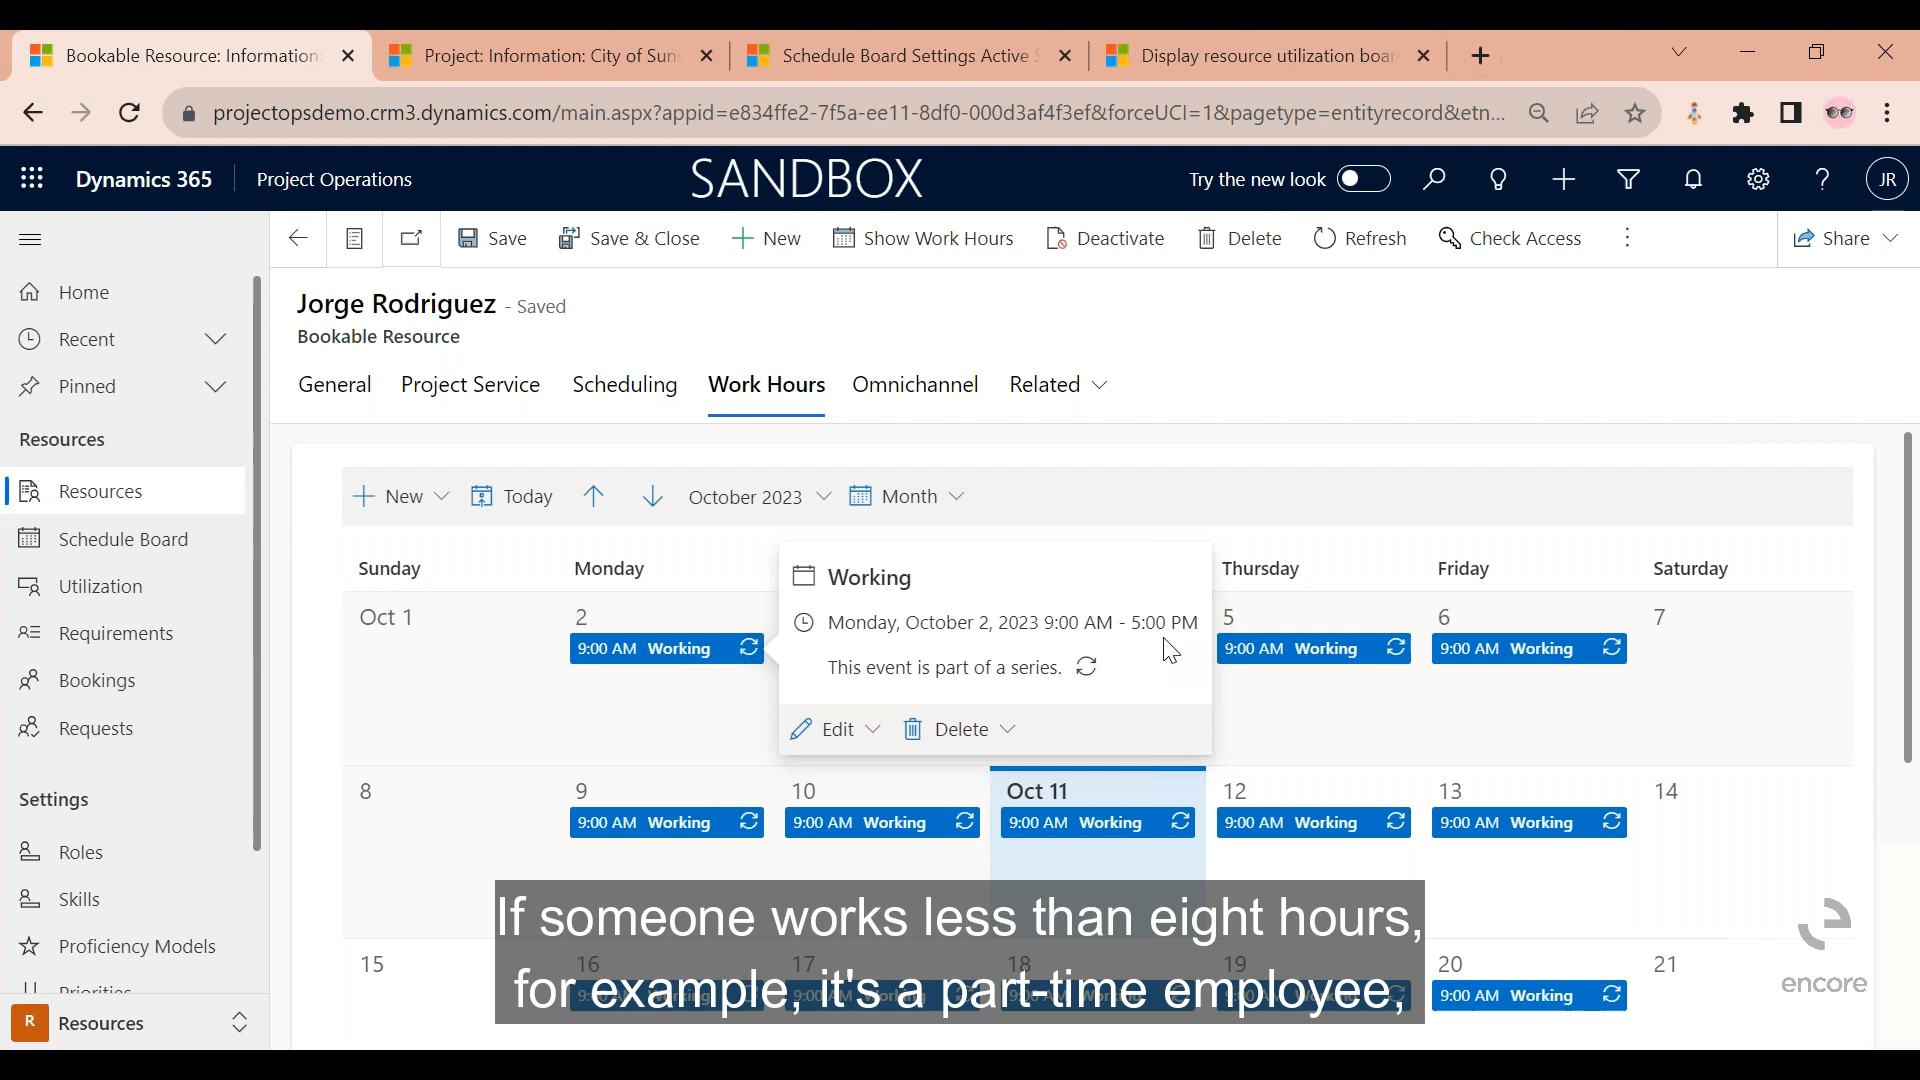 Bookable Resource: Information:
Project: Information: City of Suns
Schedule Board Settings Active S
Display resource utilization boar
projectopsdemo.crm3.dynamics.com/main.aspx?appid=e834ffe2-7f5a-ee11-8df0-000d3af4f3ef&forceUCI=1&pagetype=entityrecord&etn...
Dynamics 365
Project Operations
SANDBOX
Try the new look
JR
Save
Save & Close
New
Show Work Hours
Deactivate
Delete
Refresh
Check Access
Share
Home
Recent
Pinned
Resources
Resources
Schedule Board
Utilization
Requirements
Bookings
Requests
Settings
Roles
Skills
Proficiency Models
Priorities
R Resources
Jorge Rodriguez - Saved
Bookable Resource
General Project Service Scheduling Work Hours Omnichannel Related
New Today October 2023 Month
Sunday Monday Thursday Friday Saturday
Working
Monday, October 2, 2023 9:00 AM - 5:00 PM
This event is part of a series.
Edit Delete
Oct 1 2 5 6 7
9:00 AM Working 9:00 AM Working 9:00 AM Working
8 9 10 Oct 11 12 13 14
9:00 AM Working 9:00 AM Working 9:00 AM Working 9:00 AM Working 9:00 AM Working
15 16 17 18 19 20 21
9:00 AM Working
If someone works less than eight hours,
for example, it's a part-time employee,
encore